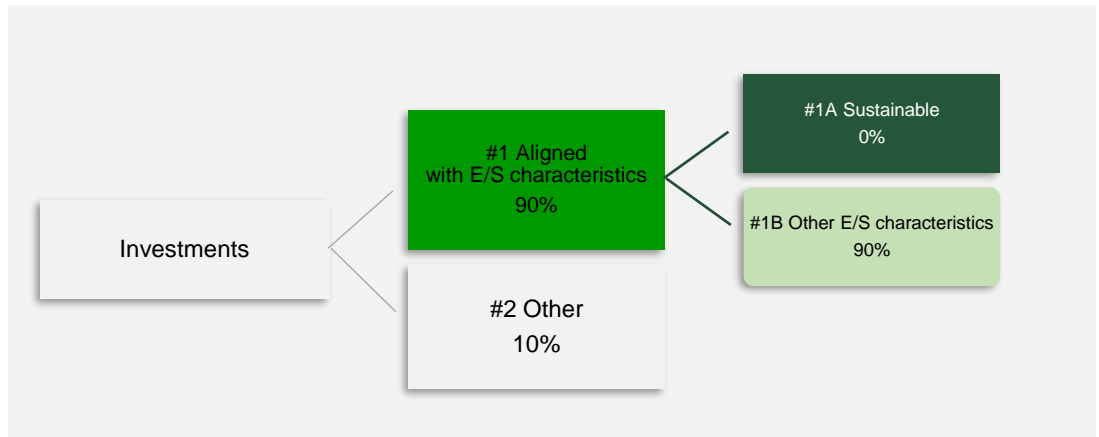 Investments
#1 Aligned
with E/S characteristics
90%
#2 Other
10%
#1A Sustainable
0%
#1B Other E/S characteristics
90%